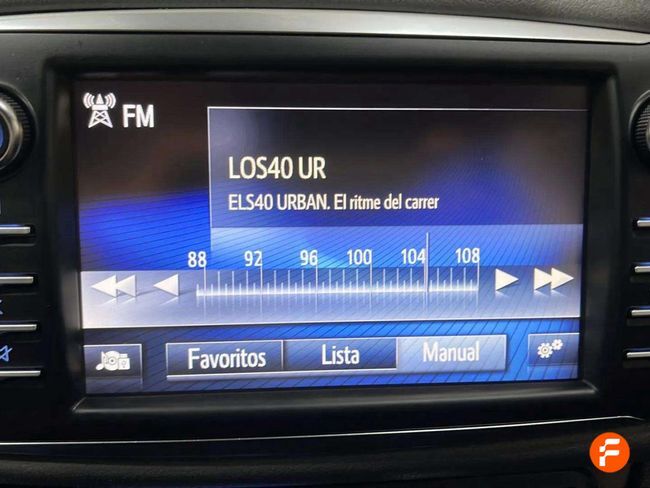 FM
LOS40 UR
ELS40 URBAN. El ritme del carrer
88 92 96 100 104 108
Favoritos Lista Manual